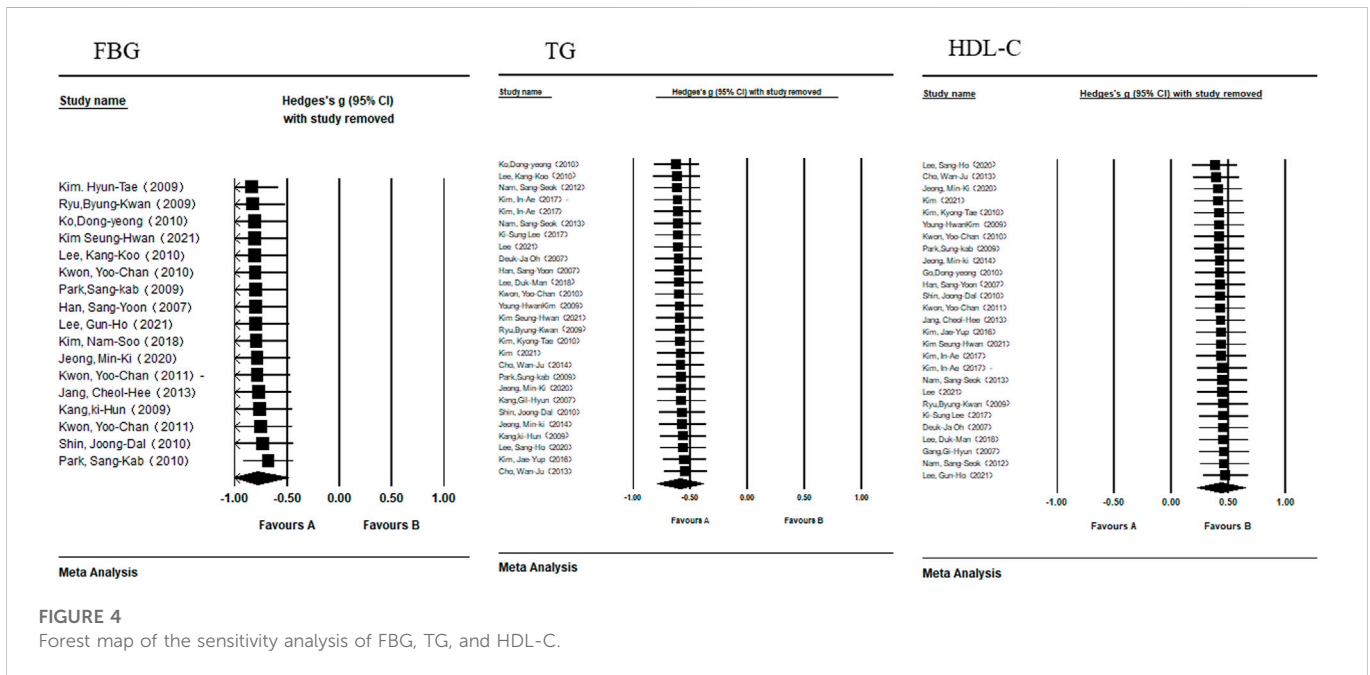 FBG
Study name
Hedges's g (95% CI)
with study removed
Kim. Hyun-Tae (2009)
Ryu,Byung-Kwan (2009)
Ko,Dong-yeong (2010)
Kim Seung-Hwan (2021)
Lee, Kang-Koo (2010)
Kwon, Yoo-Chan (2010)
Park,Sang-kab (2009)
Han, Sang-Yoon (2007)
Lee, Gun-Ho (2021)
Kim, Nam-Soo (2018)
Jeong, Min-Ki (2020)
Kwon, Yoo-Chan (2011) -
Jang, Cheol-Hee (2013)
Kang,ki-Hun (2009)
Kwon, Yoo-Chan (2011)
Shin, Joong-Dal (2010)
Park, Sang-Kab (2010)
-1.00 -0.50 0.00 0.50 1.00
Favours A Favours B
Meta Analysis
TG
Study name Hedges's g (95% CI) with study removed
Ko,Dong-yeong (2010)
Lee, Kang-Koo (2010)
Nam, Sang-Seok (2012)
Kim, In-Ae (2017) -
Kim, In-Ae (2017)
Nam, Sang-Seok (2013)
Ki-Sung Lee (2017)
Lee (2021)
Deuk-Ja Oh (2007)
Han, Sang-Yoon (2007)
Lee, Duk-Man (2018)
Kwon, Yoo-Chan (2010)
Young-HwanKim (2009)
Kim Seung-Hwan (2021)
Ryu,Byung-Kwan (2009)
Kim, Kyong-Tae (2010)
Kim (2021)
Cho, Wan-Ju (2014)
Park,Sung-kab (2009)
Jeong, Min-Ki (2020)
Kang,Gil-Hyun (2007)
Shin, Joong-Dal (2010)
Jeong, Min-ki (2014)
Kang,ki-Hun (2009)
Lee, Sang-Ho (2020)
Kim, Jae-Yup (2016)
Cho, Wan-Ju (2013)
-1.00 -0.50 0.00 0.50 1.00
Favours A Favours B
Meta Analysis
HDL-C
Study name Hedges's g (95% CI) with study removed
Lee, Sang-Ho (2020)
Cho, Wan-Ju (2013)
Jeong, Min-Ki (2020)
Kim (2021)
Kim, Kyong-Tae (2010)
Young-HwanKim (2009)
Kwon, Yoo-Chan (2010)
Park,Sung-kab (2009)
Jeong, Min-ki (2014)
Go,Dong-yeong (2010)
Han, Sang-Yoon (2007)
Shin, Joong-Dal (2010)
Kwon, Yoo-Chan (2011)
Jang, Cheol-Hee (2013)
Kim, Jae-Yup (2016)
Kim Seung-Hwan (2021)
Kim, In-Ae (2017)
Kim, In-Ae (2017) -
Nam, Sang-Seok (2013)
Lee (2021)
Ryu,Byung-Kwan (2009)
Ki-Sung Lee (2017)
Deuk-Ja Oh (2007)
Lee, Duk-Man (2018)
Gang,Gi-Hyun (2007)
Nam, Sang-Seok (2012)
Lee, Gun-Ho (2021)
-1.00 -0.50 0.00 0.50 1.00
Favours A Favours B
Meta Analysis
FIGURE 4
Forest map of the sensitivity analysis of FBG, TG, and HDL-C.